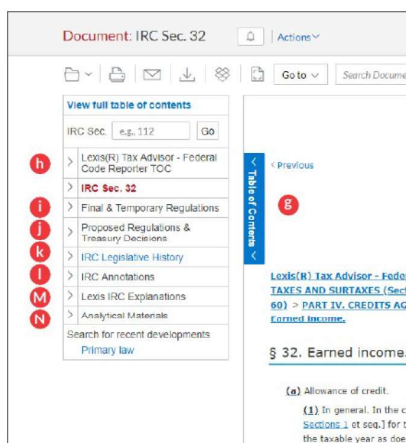 Document: IRC Sec. 32
Actions
Go to
Search Docume
View full table of contents
IRC Sec. e.g., 112 Go
h
Lexis(R) Tax Advisor - Federal
Code Reporter TOC
IRC Sec. 32
i
Final & Temporary Regulations
j
Proposed Regulations &
Treasury Decisions
k
IRC Legislative History
l
IRC Annotations
M
Lexis IRC Explanations
N
Analytical Materials
Search for recent developments
Primary law
Table of Contents
< Previous
g
Lexis(R) Tax Advisor - Feder
TAXES AND SURTAXES (Sect
60) > PART IV. CREDITS AG
Earned Income.
§ 32. Earned income.
(a) Allowance of credit.
(1) In general. In the c
Sections 1 et seq.] for t
the taxable year as doe